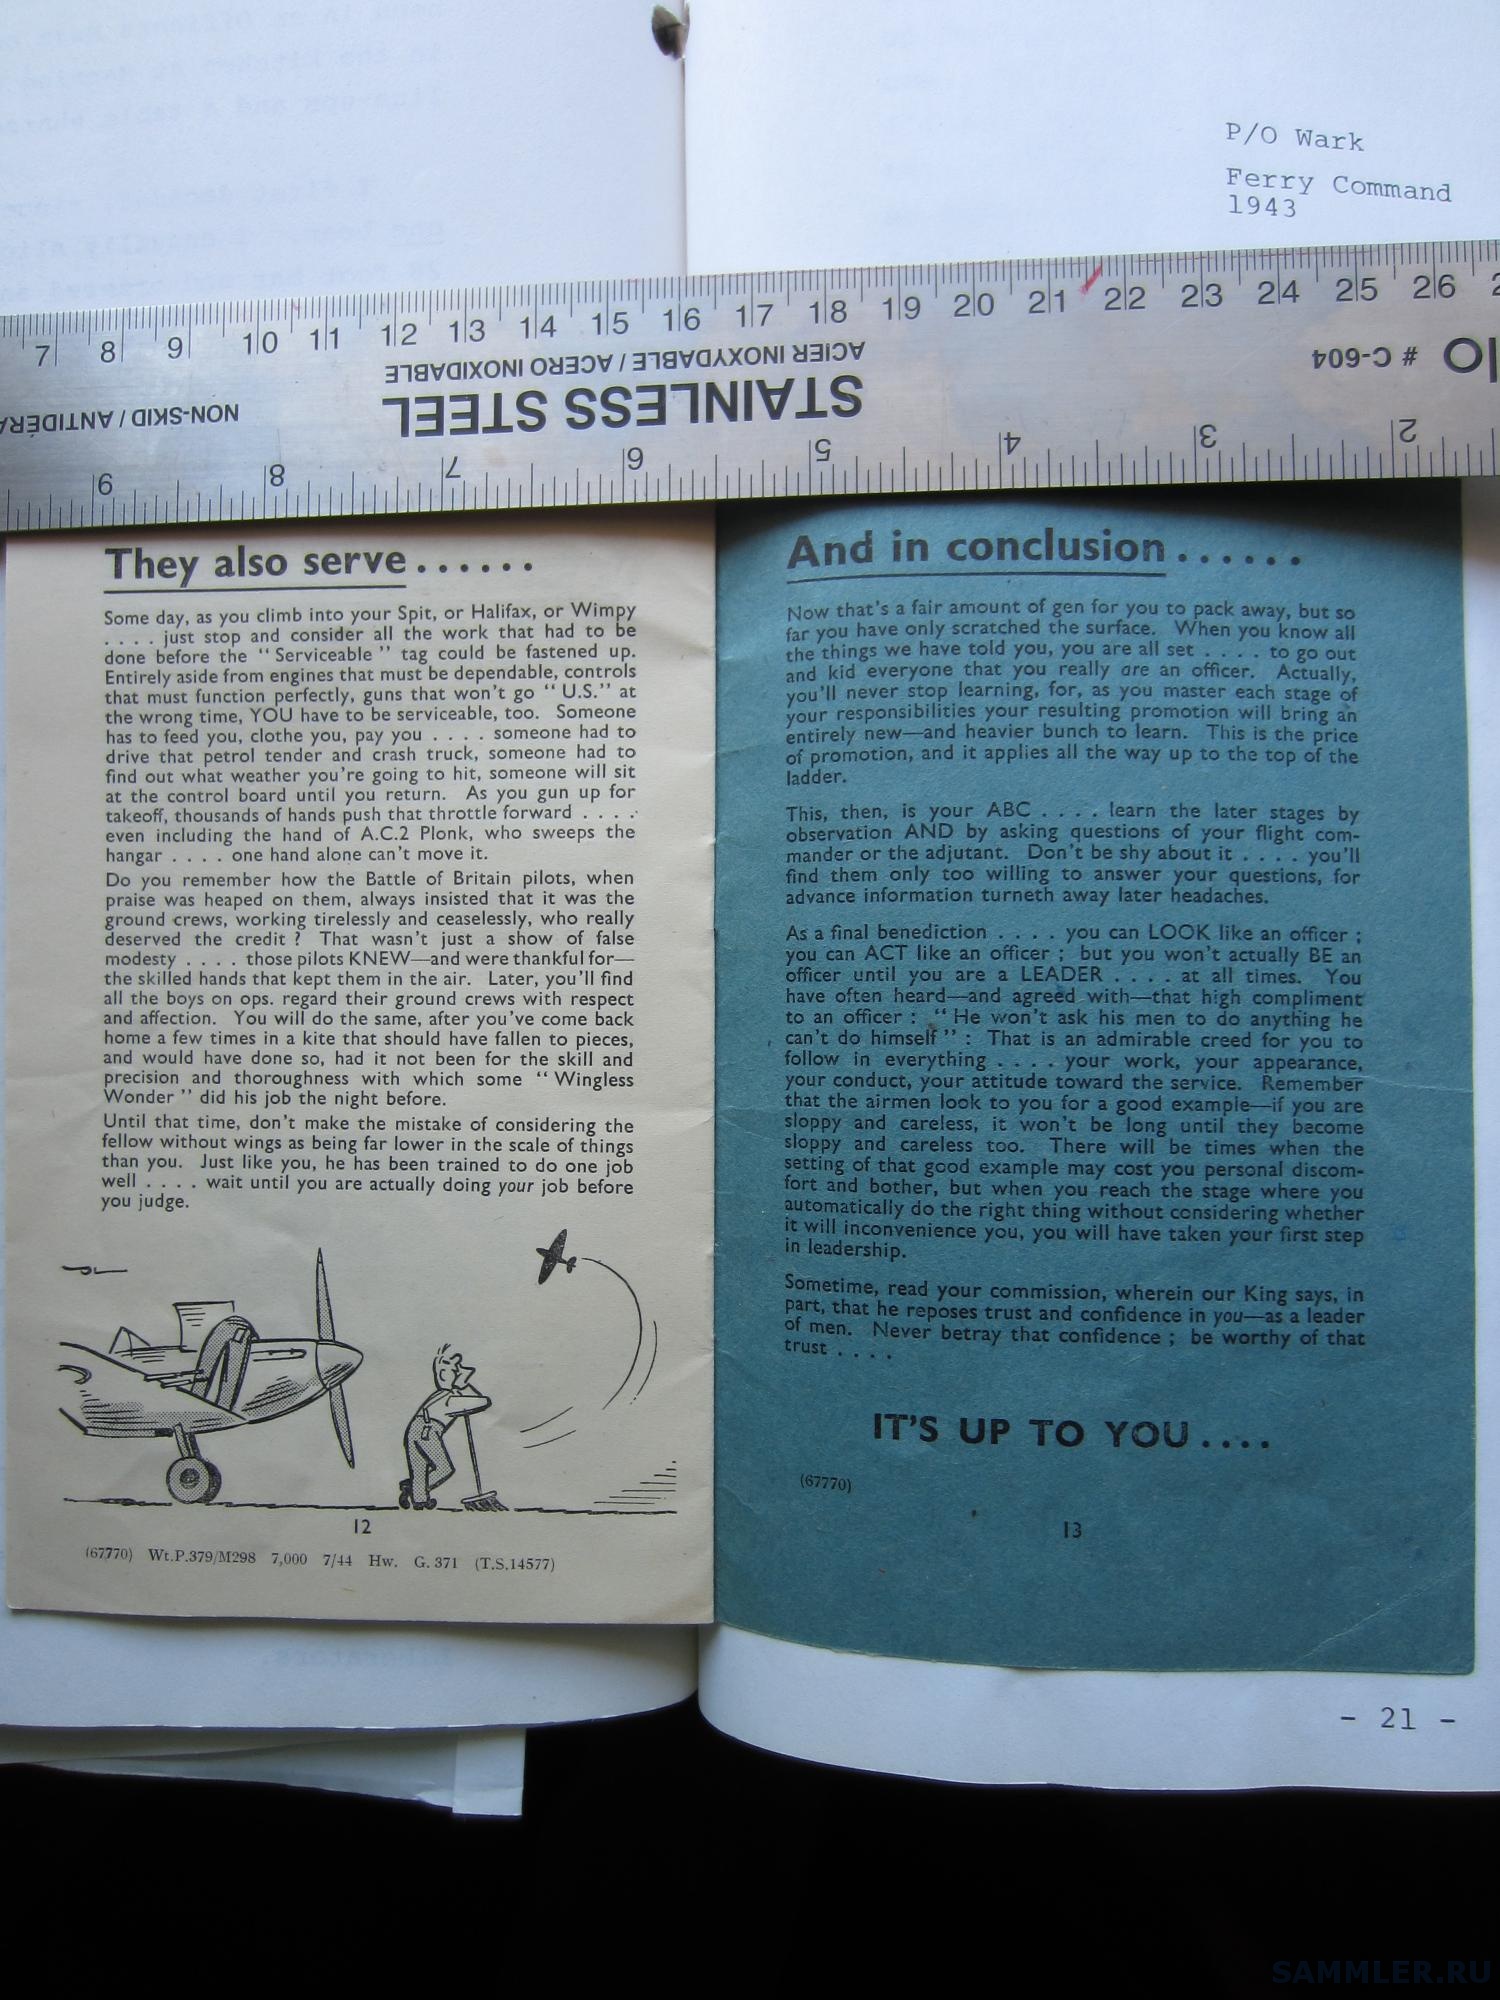 P/O Wark
Ferry Command
1943
7 8 9 10 11 12 13 14 15 16 17 18 19 20 21 22 23 24 25 26
ACIER INOXYDABLE / ACERO INOXIDABLE
STAINLESS STEEL
NON-SKID / ANTIDÉRA
# C-604
9 8 7 6 5 4 3 2
They also serve......
Some day, as you climb into your Spit, or Halifax, or Wimpy
. . . . just stop and consider all the work that had to be
done before the “ Serviceable ” tag could be fastened up.
Entirely aside from engines that must be dependable, controls
that must function perfectly, guns that won't go “ U.S.” at
the wrong time, YOU have to be serviceable, too. Someone
has to feed you, clothe you, pay you . . . . someone had to
drive that petrol tender and crash truck, someone had to
find out what weather you're going to hit, someone will sit
at the control board until you return. As you gun up for
takeoff, thousands of hands push that throttle forward . . . .
even including the hand of A.C.2 Plonk, who sweeps the
hangar . . . . one hand alone can't move it.
Do you remember how the Battle of Britain pilots, when
praise was heaped on them, always insisted that it was the
ground crews, working tirelessly and ceaselessly, who really
deserved the credit ? That wasn't just a show of false
modesty . . . . those pilots KNEW—and were thankful for—
the skilled hands that kept them in the air. Later, you'll find
all the boys on ops. regard their ground crews with respect
and affection. You will do the same, after you've come back
home a few times in a kite that should have fallen to pieces,
and would have done so, had it not been for the skill and
precision and thoroughness with which some “ Wingless
Wonder ” did his job the night before.
Until that time, don't make the mistake of considering the
fellow without wings as being far lower in the scale of things
than you. Just like you, he has been trained to do one job
well . . . . wait until you are actually doing your job before
you judge.
12
(67770) Wt.P.379/M298 7,000 7/44 Hw. G. 371 (T.S.14577)
And in conclusion......
Now that's a fair amount of gen for you to pack away, but so
far you have only scratched the surface. When you know all
the things we have told you, you are all set . . . . to go out
and kid everyone that you really are an officer. Actually,
you'll never stop learning, for, as you master each stage of
your responsibilities your resulting promotion will bring an
entirely new—and heavier bunch to learn. This is the price
of promotion, and it applies all the way up to the top of the
ladder.
This, then, is your ABC . . . . learn the later stages by
observation AND by asking questions of your flight com-
mander or the adjutant. Don't be shy about it . . . . you'll
find them only too willing to answer your questions, for
advance information turneth away later headaches.
As a final benediction . . . . you can LOOK like an officer ;
you can ACT like an officer ; but you won't actually BE an
officer until you are a LEADER . . . . at all times. You
have often heard—and agreed with—that high compliment
to an officer : “ He won't ask his men to do anything he
can't do himself ” : That is an admirable creed for you to
follow in everything . . . . your work, your appearance,
your conduct, your attitude toward the service. Remember
that the airmen look to you for a good example—if you are
sloppy and careless, it won't be long until they become
sloppy and careless too. There will be times when the
setting of that good example may cost you personal discom-
fort and bother, but when you reach the stage where you
automatically do the right thing without considering whether
it will inconvenience you, you will have taken your first step
in leadership.
Sometime, read your commission, wherein our King says, in
part, that he reposes trust and confidence in you—as a leader
of men. Never betray that confidence ; be worthy of that
trust . . . .
IT'S UP TO YOU....
(67770)
13
- 21 -
SAMMLER.RU